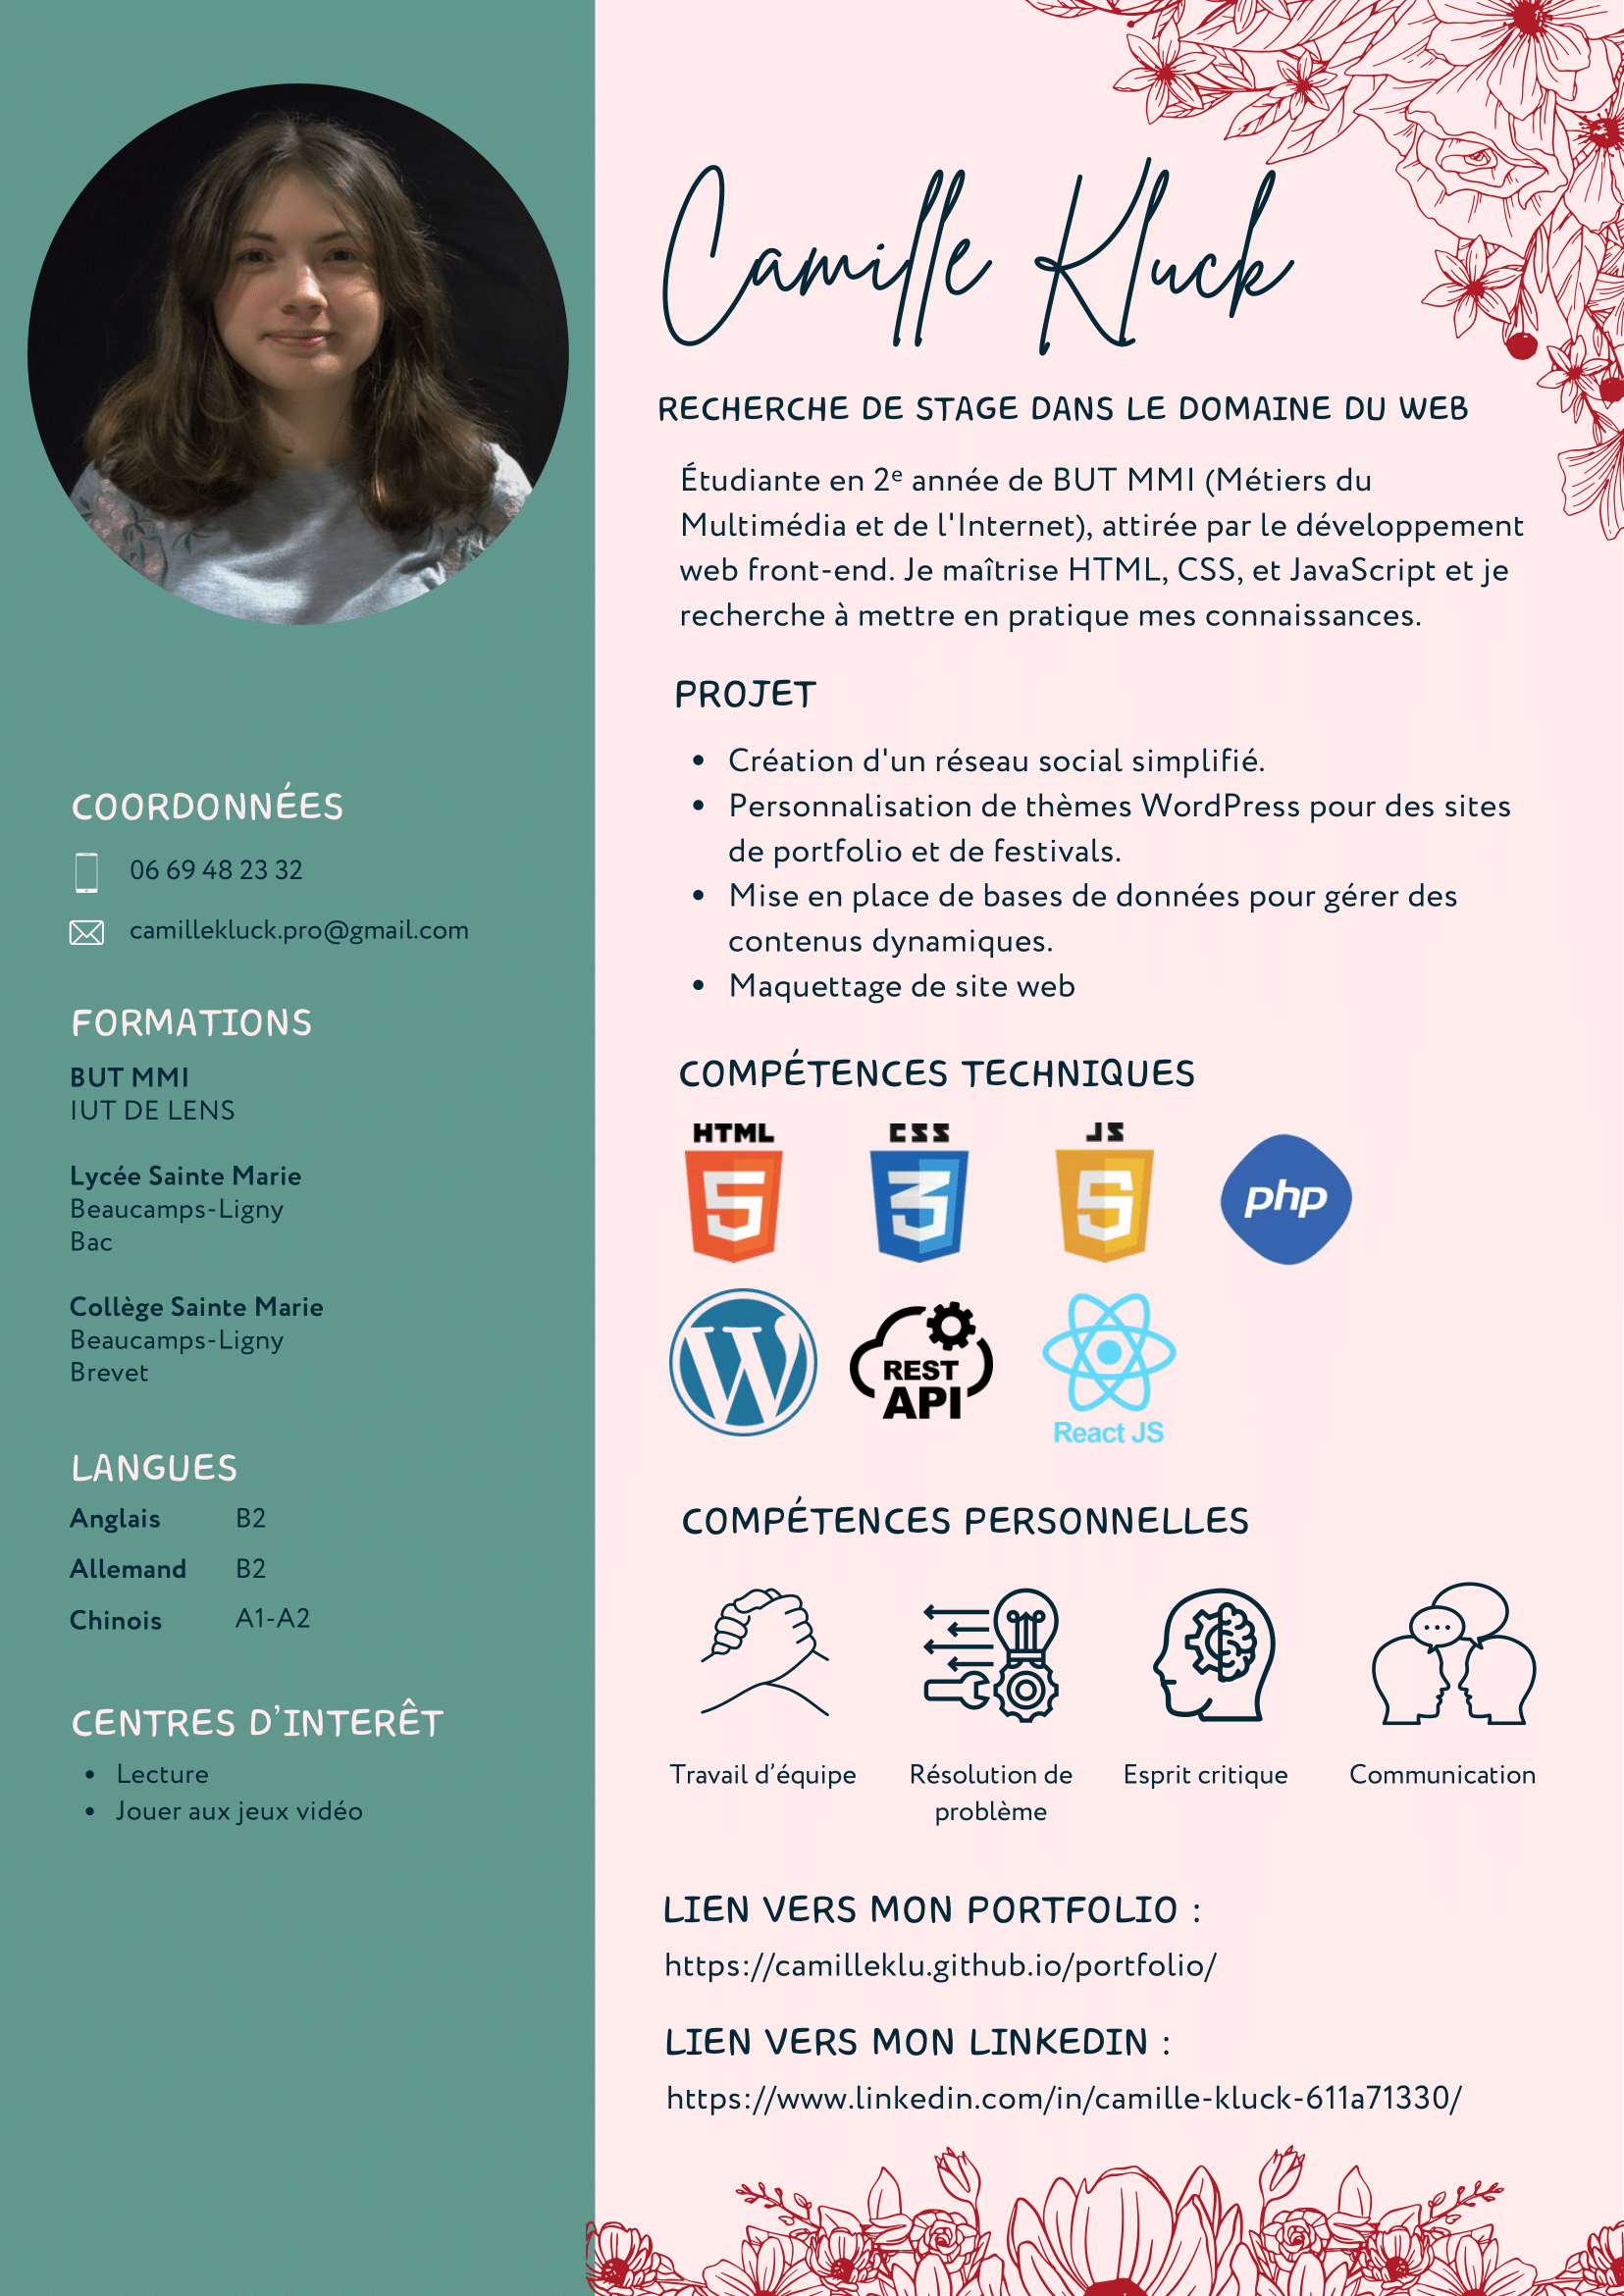 Camille Kluck
RECHERCHE DE STAGE DANS LE DOMAINE DU WEB
Étudiante en 2ᵉ année de BUT MMI (Métiers du
Multimédia et de l'Internet), attirée par le développement
web front-end. Je maîtrise HTML, CSS, et JavaScript et je
recherche à mettre en pratique mes connaissances.
PROJET
• Création d'un réseau social simplifié.
• Personnalisation de thèmes WordPress pour des sites
de portfolio et de festivals.
• Mise en place de bases de données pour gérer des
contenus dynamiques.
• Maquettage de site web
COMPÉTENCES TECHNIQUES
HTML CSS JS
5 3 5 php
W REST
API
React JS
COMPÉTENCES PERSONNELLES
Travail d’équipe Résolution de Esprit critique Communication
problème
LIEN VERS MON PORTFOLIO :
https://camilleklu.github.io/portfolio/
LIEN VERS MON LINKEDIN :
https://www.linkedin.com/in/camille-kluck-611a71330/
COORDONNÉES
06 69 48 23 32
camillekluck.pro@gmail.com
FORMATIONS
BUT MMI
IUT DE LENS
Lycée Sainte Marie
Beaucamps-Ligny
Bac
Collège Sainte Marie
Beaucamps-Ligny
Brevet
LANGUES
Anglais B2
Allemand B2
Chinois A1-A2
CENTRES D’INTERÊT
• Lecture
• Jouer aux jeux vidéo